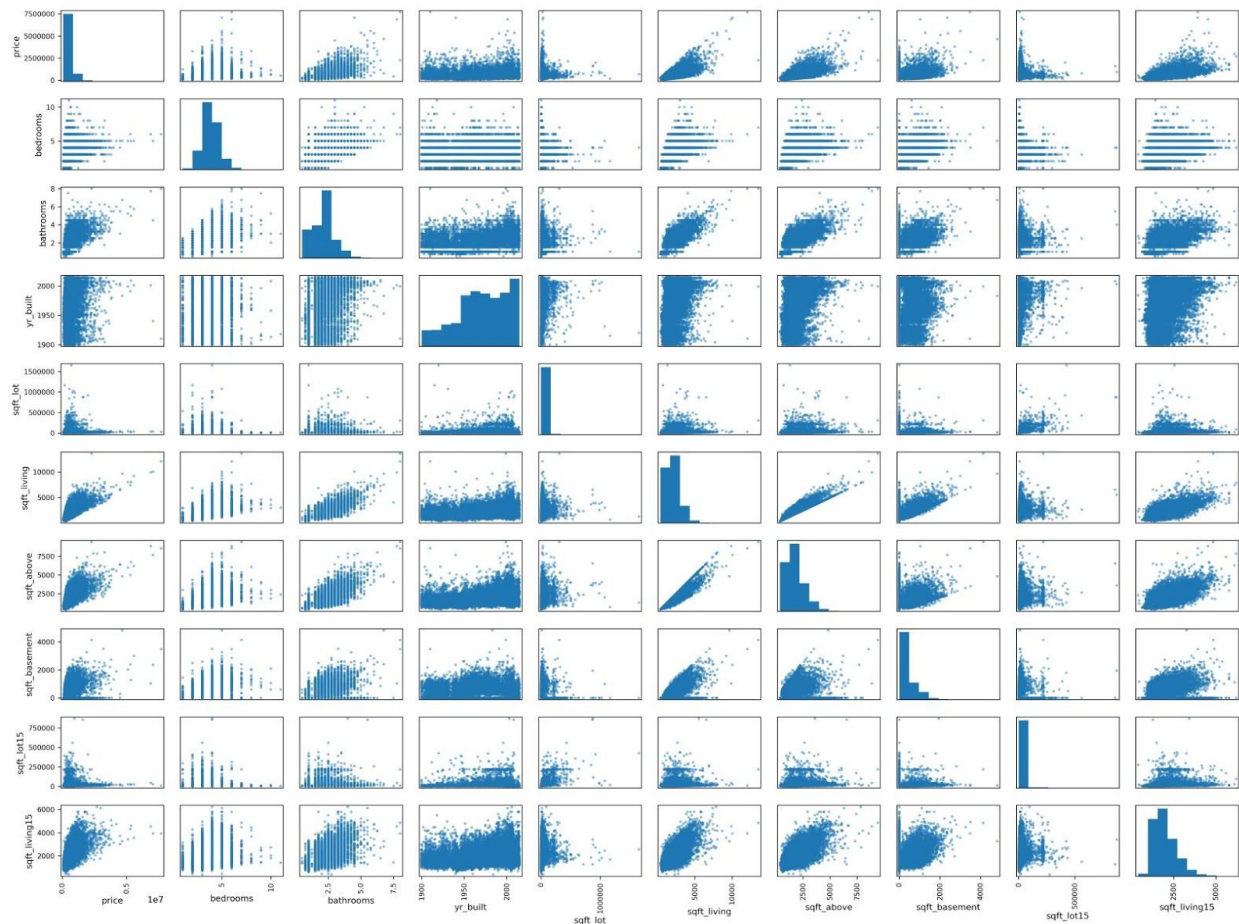 7500000
5000000
2500000
0
price
10
5
bedrooms
8
6
4
2
bathrooms
2000
1950
1900
yr_built
1500000
1000000
500000
0
sqft_lot
10000
5000
sqft_living
7500
5000
2500
sqft_above
4000
2000
0
sqft_basement
750000
500000
250000
0
sqft_lot15
6000
4000
2000
sqft_living15
0.0 0.5 5 10 2.5 5.0 7.5 1900 1950 2000 0 1000000 5000 10000 2500 5000 7500 0 2000 4000 0 500000 2500 5000
1e7
price bedrooms bathrooms yr_built sqft_lot sqft_living sqft_above sqft_basement sqft_lot15 sqft_living15